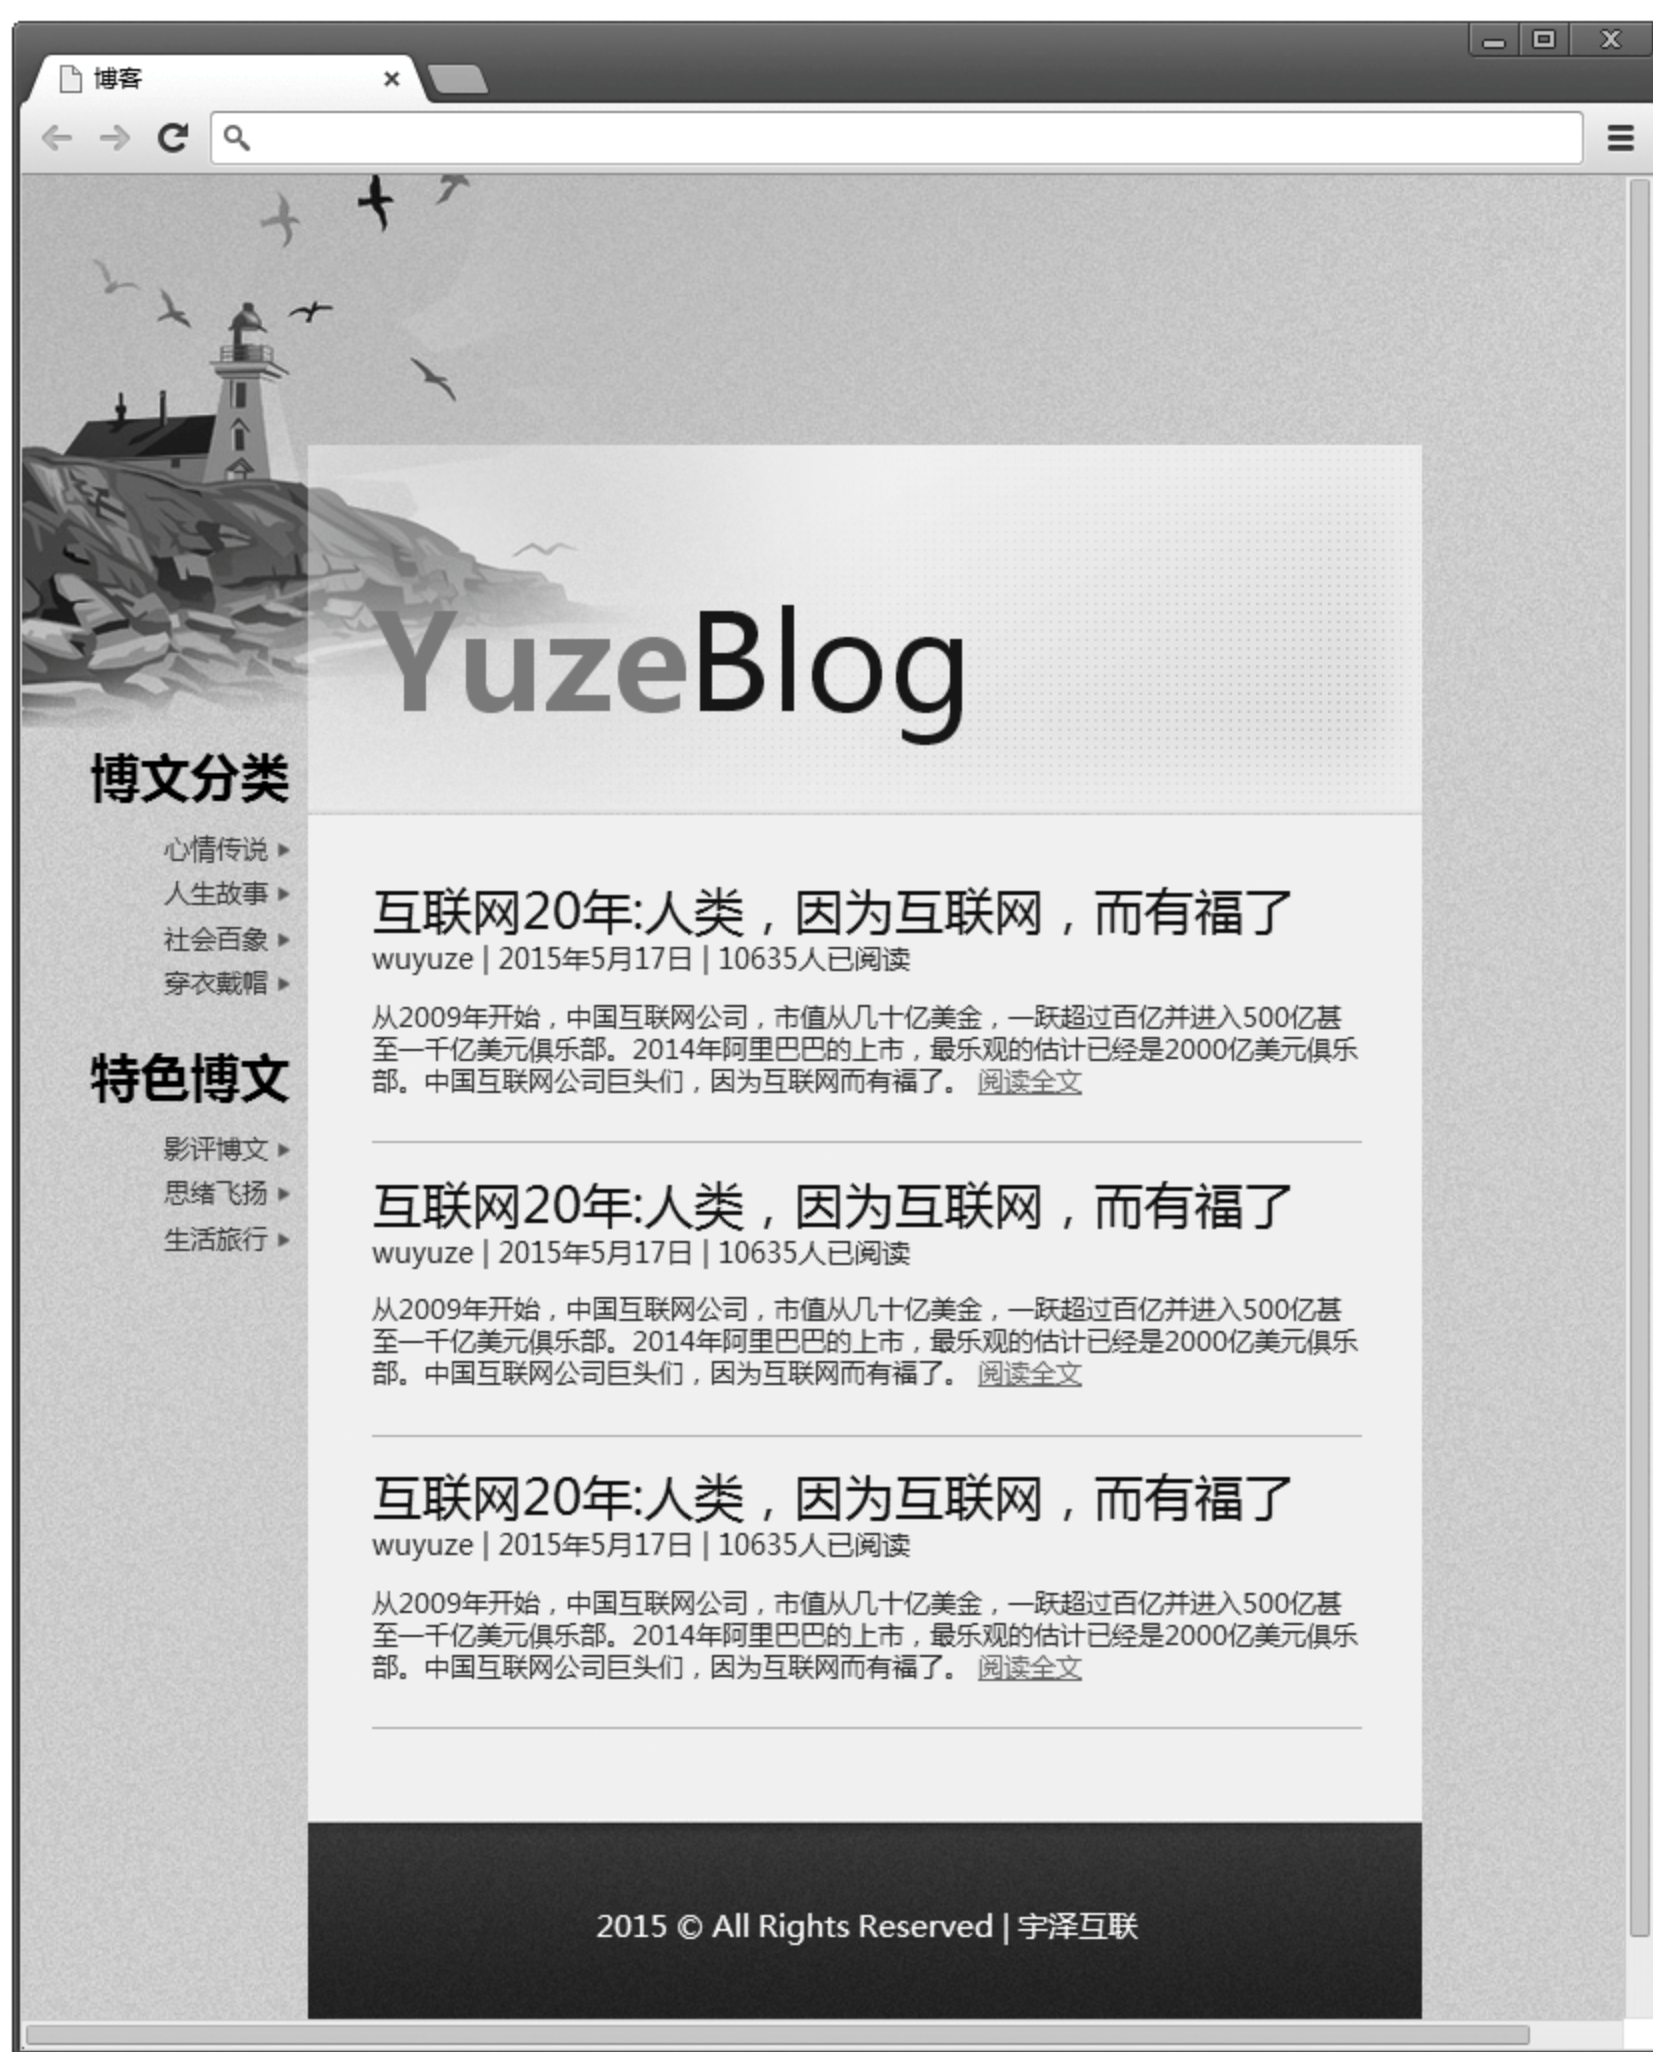 博客
YuzeBlog
博文分类
心情传说
人生故事
社会百象
穿衣戴帽
特色博文
影评博文
思绪飞扬
生活旅行
互联网20年:人类，因为互联网，而有福了
wuyuze | 2015年5月17日 | 10635人已阅读
从2009年开始，中国互联网公司，市值从几十亿美金，一跃超过百亿并进入500亿甚
至一千亿美元俱乐部。2014年阿里巴巴的上市，最乐观的估计已经是2000亿美元俱乐
部。中国互联网公司巨头们，因为互联网而有福了。 阅读全文
互联网20年:人类，因为互联网，而有福了
wuyuze | 2015年5月17日 | 10635人已阅读
从2009年开始，中国互联网公司，市值从几十亿美金，一跃超过百亿并进入500亿甚
至一千亿美元俱乐部。2014年阿里巴巴的上市，最乐观的估计已经是2000亿美元俱乐
部。中国互联网公司巨头们，因为互联网而有福了。 阅读全文
互联网20年:人类，因为互联网，而有福了
wuyuze | 2015年5月17日 | 10635人已阅读
从2009年开始，中国互联网公司，市值从几十亿美金，一跃超过百亿并进入500亿甚
至一千亿美元俱乐部。2014年阿里巴巴的上市，最乐观的估计已经是2000亿美元俱乐
部。中国互联网公司巨头们，因为互联网而有福了。 阅读全文
2015 © All Rights Reserved | 宇泽互联